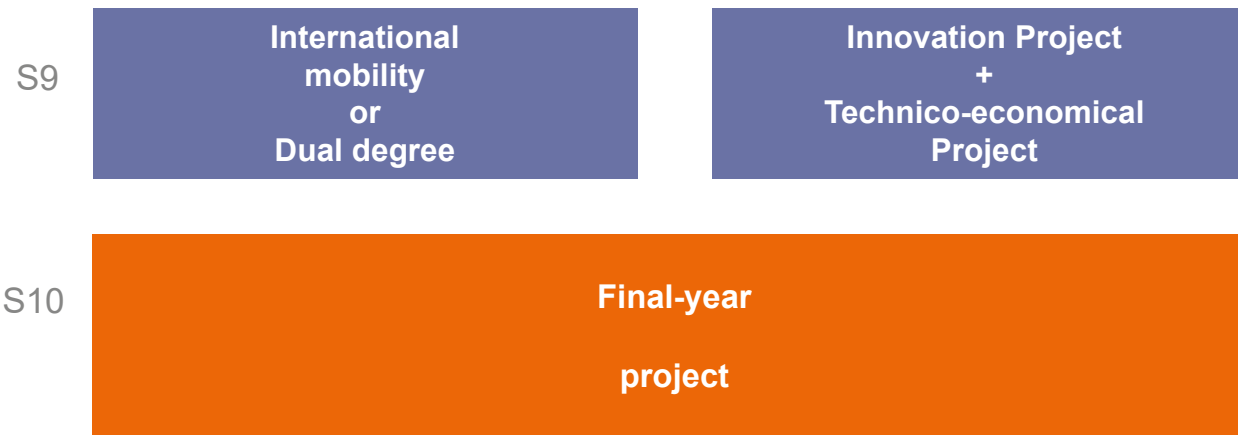 S9
International
mobility
or
Dual degree
Innovation Project
+
Technico-economical
Project
S10
Final-year
project